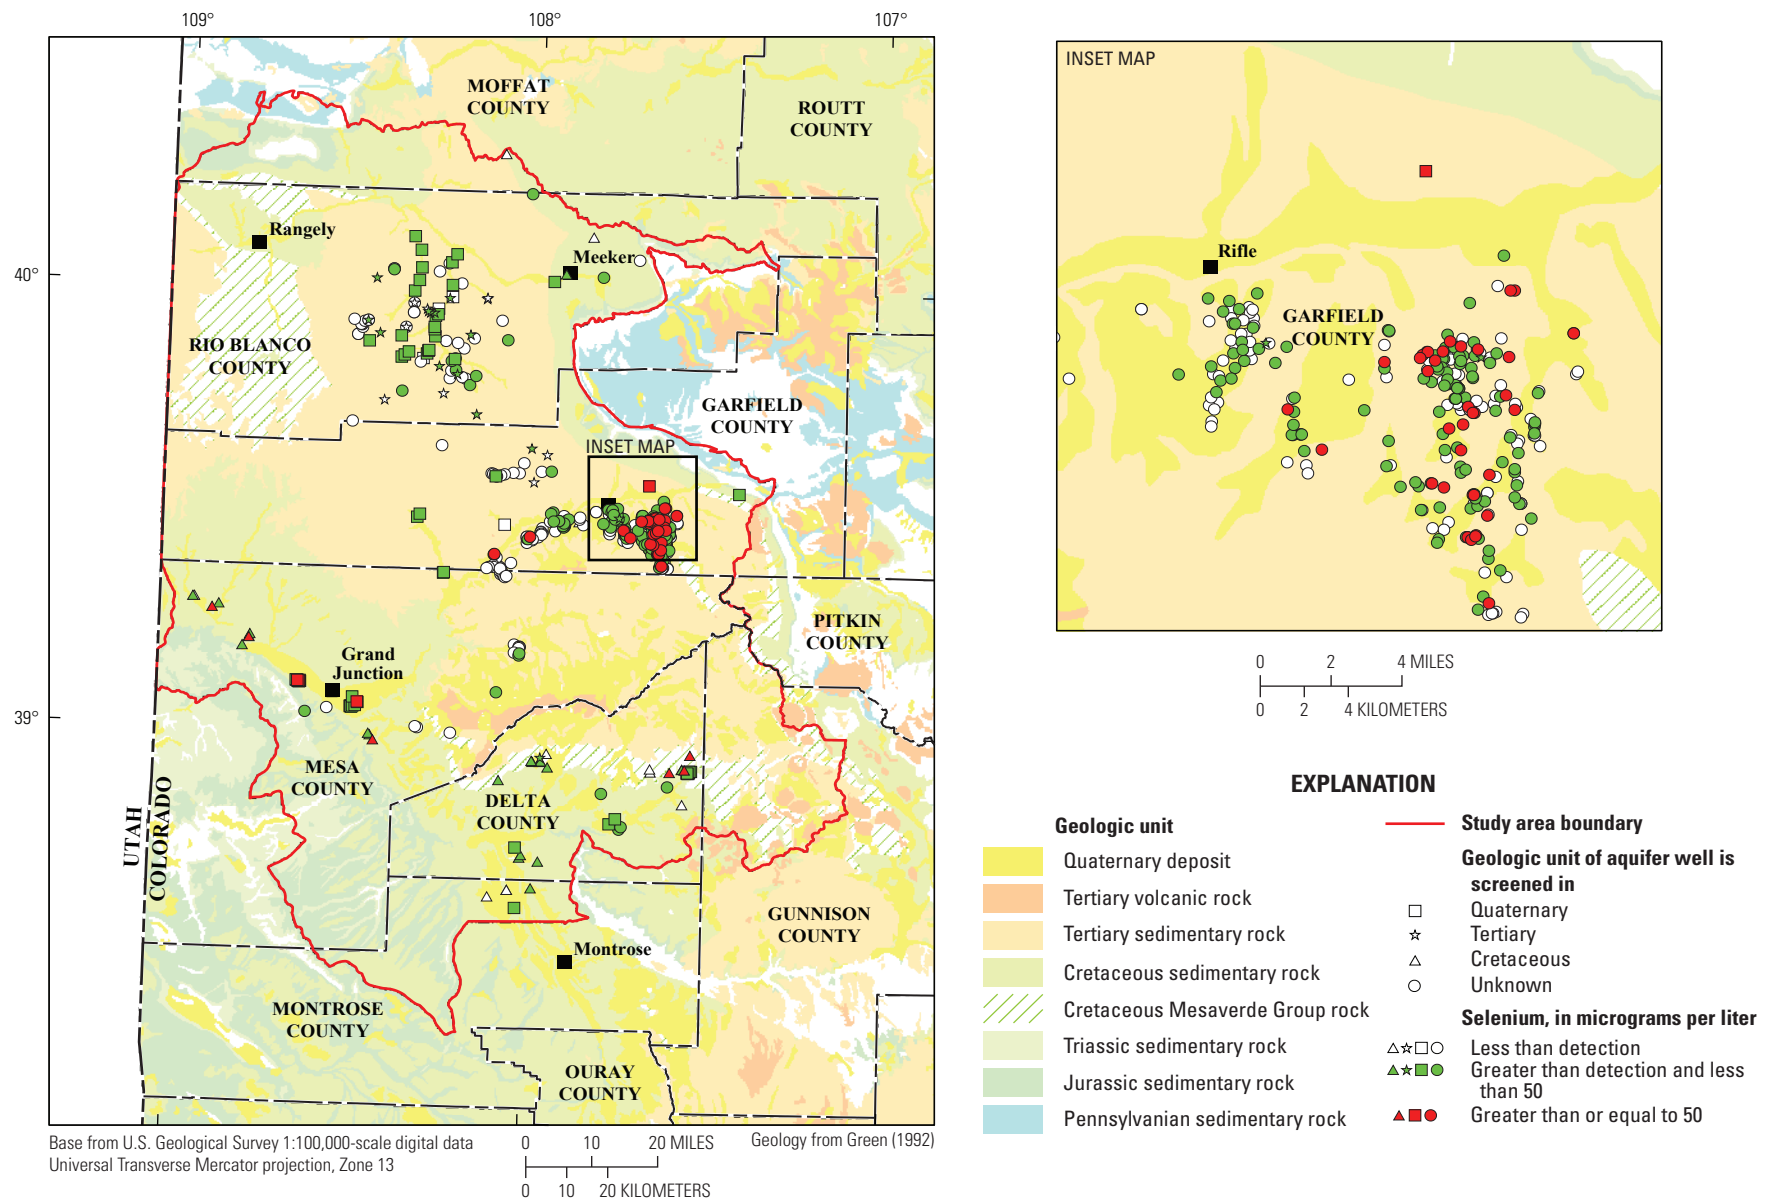 109°
108°
107°
MOFFAT
COUNTY
ROUTT
COUNTY
Rangely
Meeker
40°
RIO BLANCO
COUNTY
GARFIELD
COUNTY
INSET MAP
PITKIN
COUNTY
Grand
Junction
39°
MESA
COUNTY
DELTA
COUNTY
UTAH
COLORADO
GUNNISON
COUNTY
Montrose
MONTROSE
COUNTY
OURAY
COUNTY
Base from U.S. Geological Survey 1:100,000-scale digital data
Universal Transverse Mercator projection, Zone 13
0 10 20 MILES
0 10 20 KILOMETERS
Geology from Green (1992)
INSET MAP
Rifle
GARFIELD
COUNTY
0 2 4 MILES
0 2 4 KILOMETERS
EXPLANATION
Geologic unit
Quaternary deposit
Tertiary volcanic rock
Tertiary sedimentary rock
Cretaceous sedimentary rock
Cretaceous Mesaverde Group rock
Triassic sedimentary rock
Jurassic sedimentary rock
Pennsylvanian sedimentary rock
Study area boundary
Geologic unit of aquifer well is
screened in
Quaternary
Tertiary
Cretaceous
Unknown
Selenium, in micrograms per liter
Less than detection
Greater than detection and less
than 50
Greater than or equal to 50